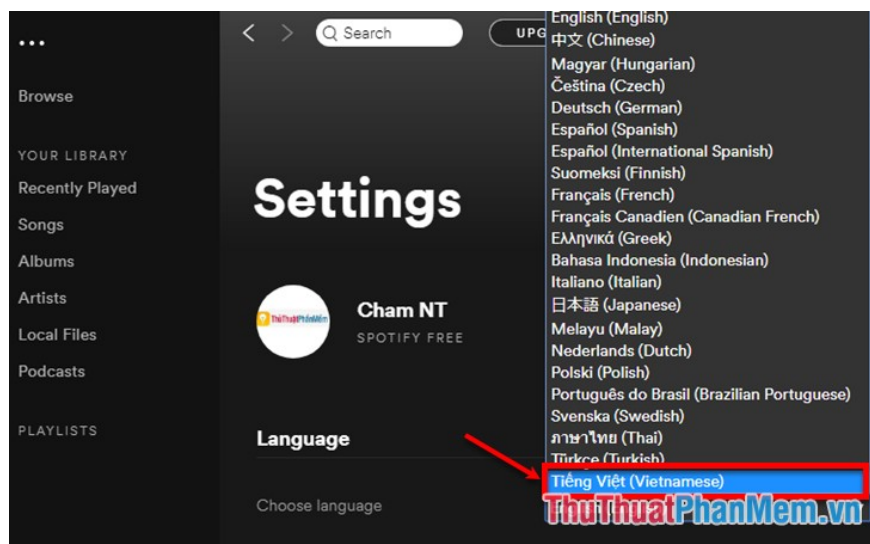 Browse
YOUR LIBRARY
Recently Played
Songs
Albums
Artists
Local Files
Podcasts
PLAYLISTS
Search
UPG
Settings
ThủThuậtPhầnMềm
Cham NT
SPOTIFY FREE
Language
Choose language
English (English)
中文 (Chinese)
Magyar (Hungarian)
Čeština (Czech)
Deutsch (German)
Español (Spanish)
Español (International Spanish)
Suomeksi (Finnish)
Français (French)
Français Canadien (Canadian French)
Ελληνικά (Greek)
Bahasa Indonesia (Indonesian)
Italiano (Italian)
日本語 (Japanese)
Melayu (Malay)
Nederlands (Dutch)
Polski (Polish)
Português do Brasil (Brazilian Portuguese)
Svenska (Swedish)
ภาษาไทย (Thai)
Türkçe (Turkish)
Tiếng Việt (Vietnamese)
ThuThuatPhanMem.vn